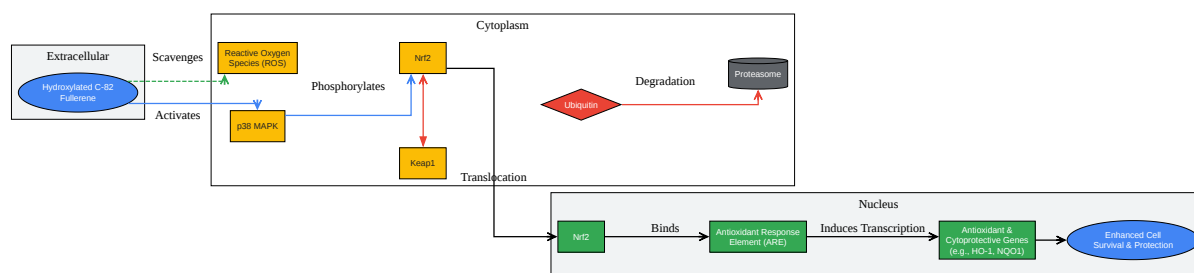 Cytoplasm
Extracellular
Scavenges
Reactive Oxygen
Species (ROS)
Nrf2
Hydroxylated C-82
Fullerene
Phosphorylates
Degradation
Proteasome
Ubiquitin
Activates
p38 MAPK
Keap1
Translocation
Nucleus
Nrf2
Binds
Antioxidant Response
Element (ARE)
Induces Transcription
Antioxidant &
Cytoprotective Genes
(e.g., HO-1, NQO1)
Enhanced Cell
Survival & Protection